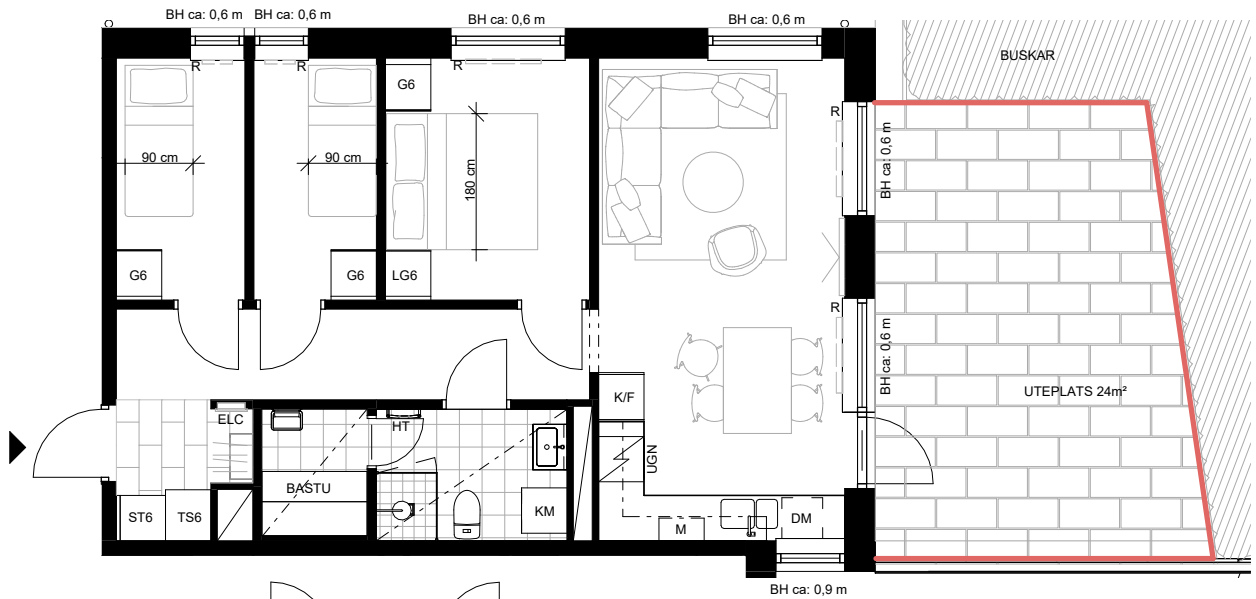 BH ca: 0,6 m
BH ca: 0,6 m
BH ca: 0,6 m
BH ca: 0,6 m
R
R
R
G6
BUSKAR
R
BH ca: 0,6 m
90 cm
90 cm
180 cm
G6
G6
LG6
R
BH ca: 0,6 m
K/F
UTEPLATS 24m²
ELC
HT
UGN
BASTU
ST6
TS6
KM
M
DM
BH ca: 0,9 m